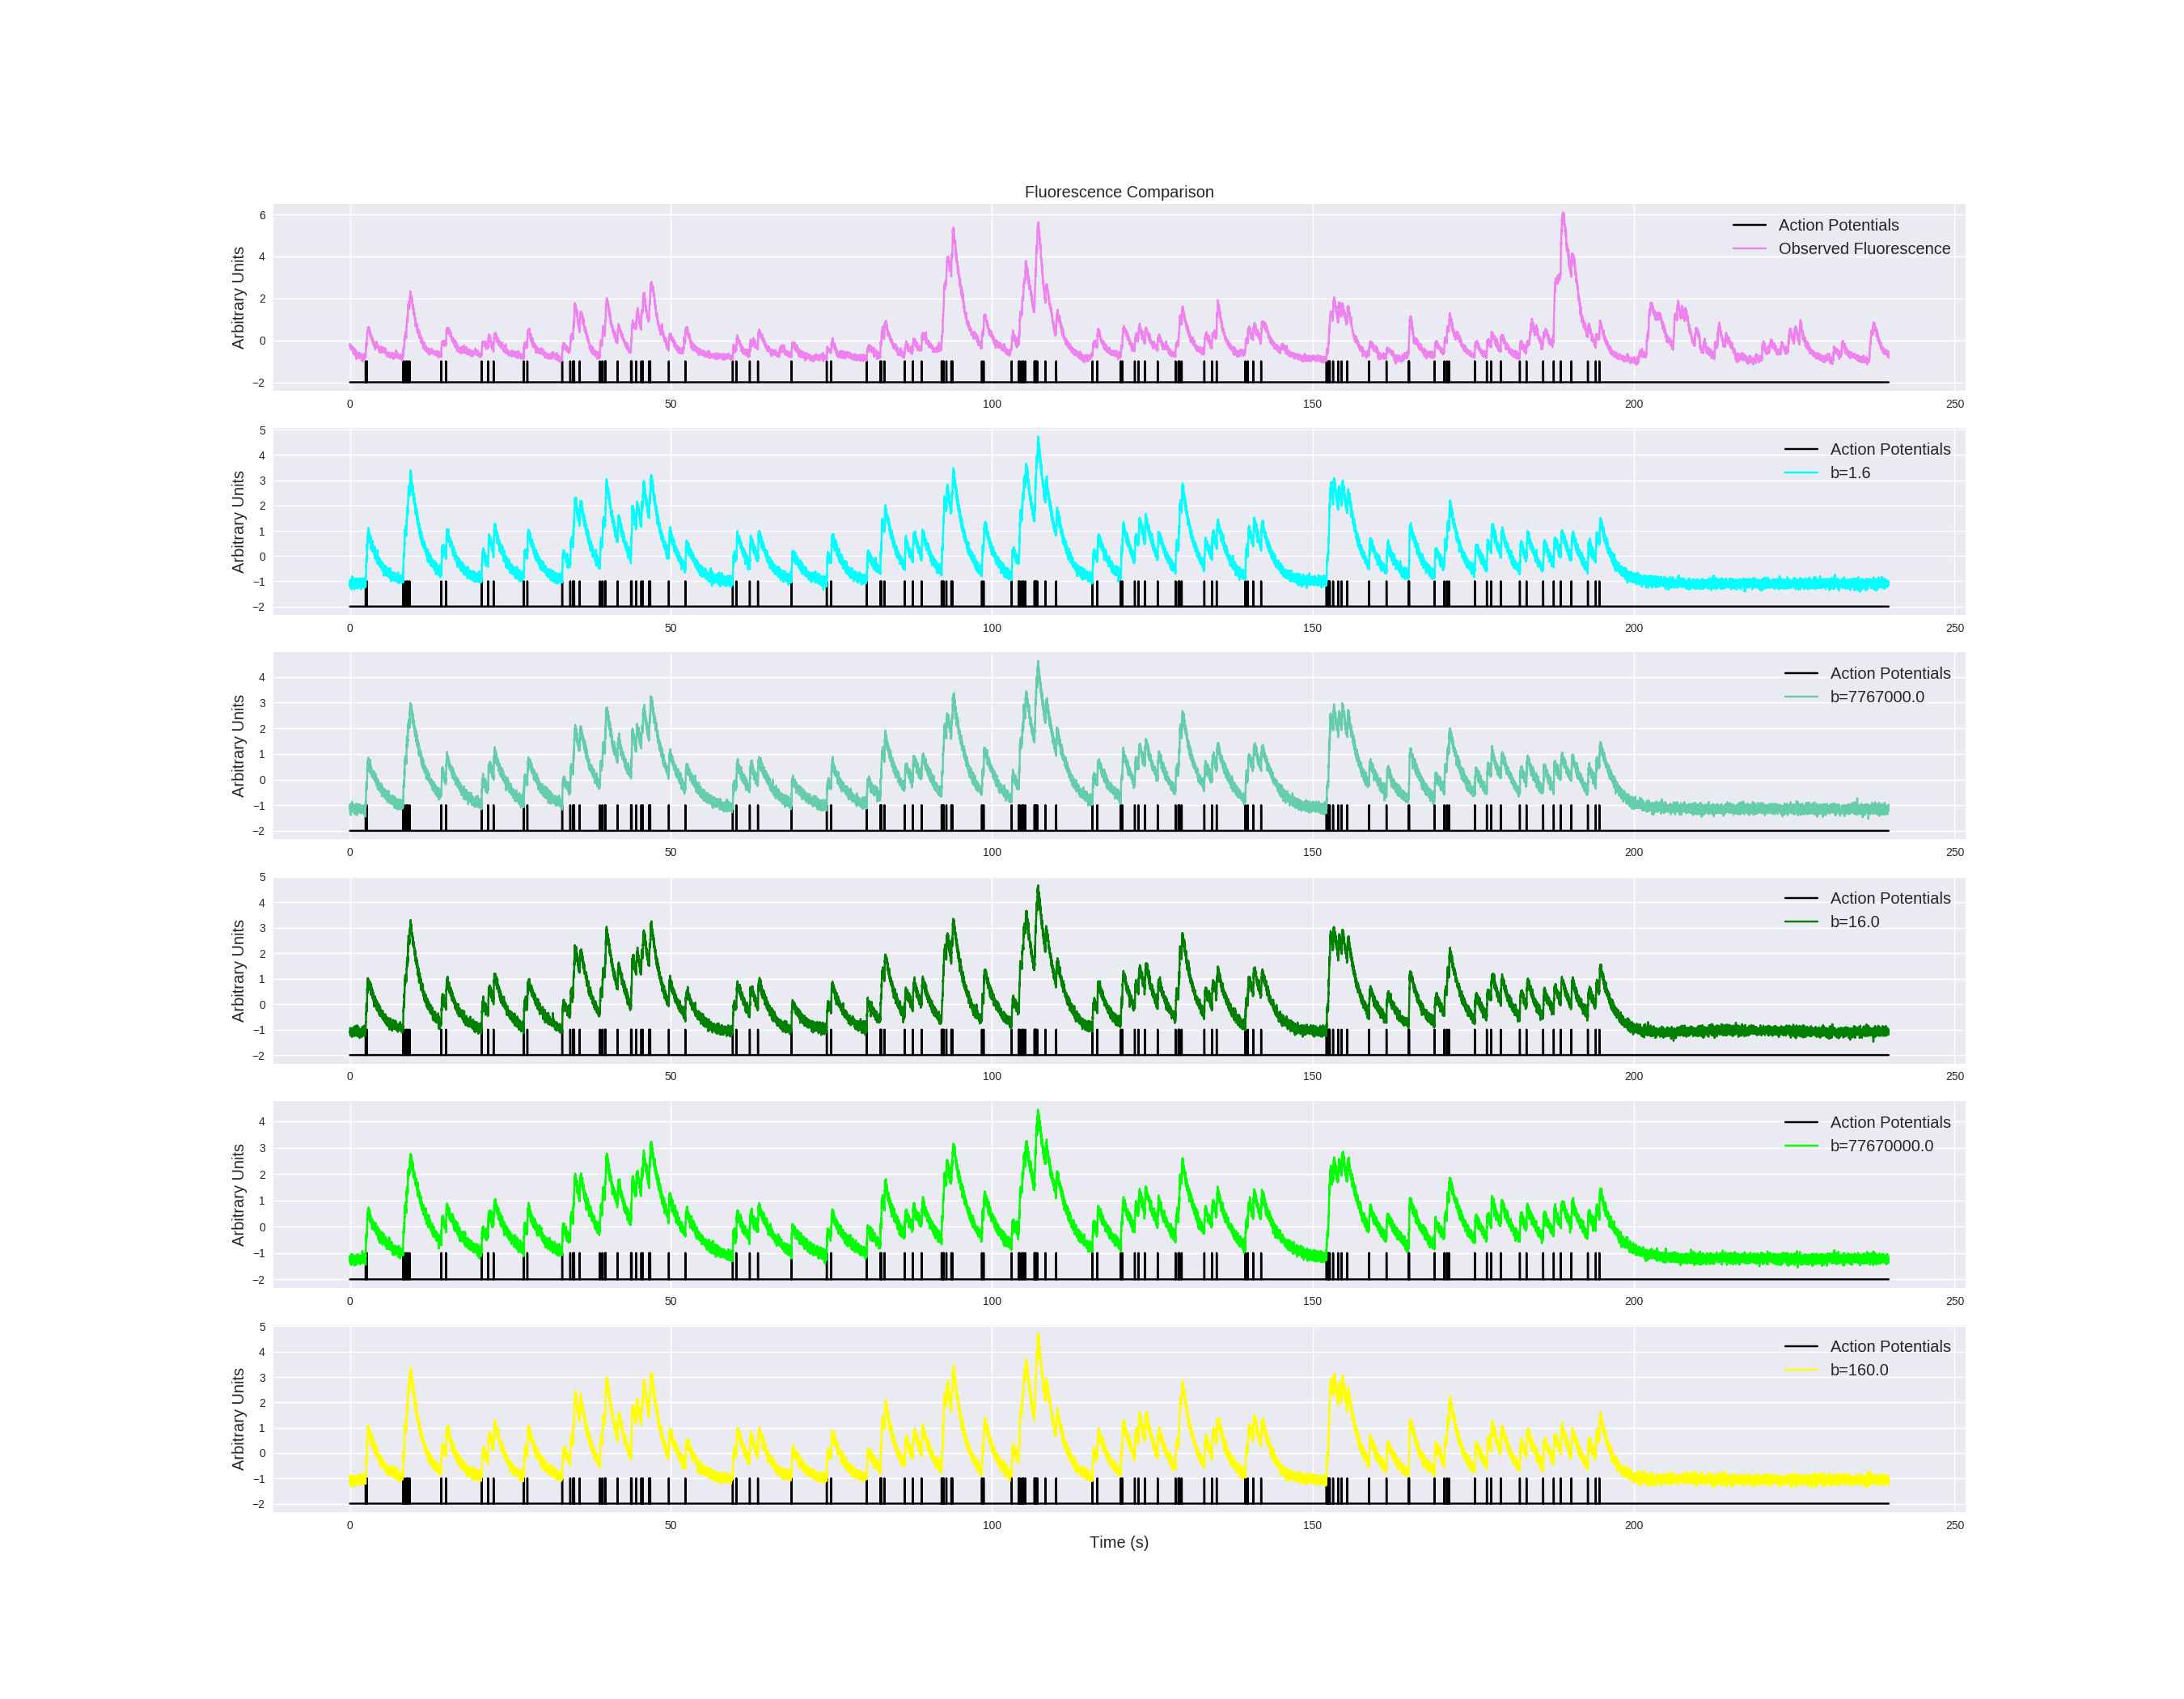 Fluorescence Comparison
6
4
2
0
−2
Arbitrary Units
Action Potentials
Observed Fluorescence
0 50 100 150 200 250
5
4
3
2
1
0
−1
−2
Arbitrary Units
Action Potentials
b=1.6
0 50 100 150 200 250
4
3
2
1
0
−1
−2
Arbitrary Units
Action Potentials
b=7767000.0
0 50 100 150 200 250
5
4
3
2
1
0
−1
−2
Arbitrary Units
Action Potentials
b=16.0
0 50 100 150 200 250
4
3
2
1
0
−1
−2
Arbitrary Units
Action Potentials
b=77670000.0
0 50 100 150 200 250
5
4
3
2
1
0
−1
−2
Arbitrary Units
Action Potentials
b=160.0
0 50 100 150 200 250
Time (s)